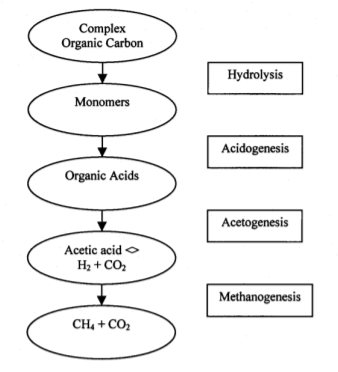 Complex
Organic Carbon
Hydrolysis
Monomers
Acidogenesis
Organic Acids
Acetogenesis
Acetic acid <>
H₂ + CO₂
Methanogenesis
CH₄ + CO₂